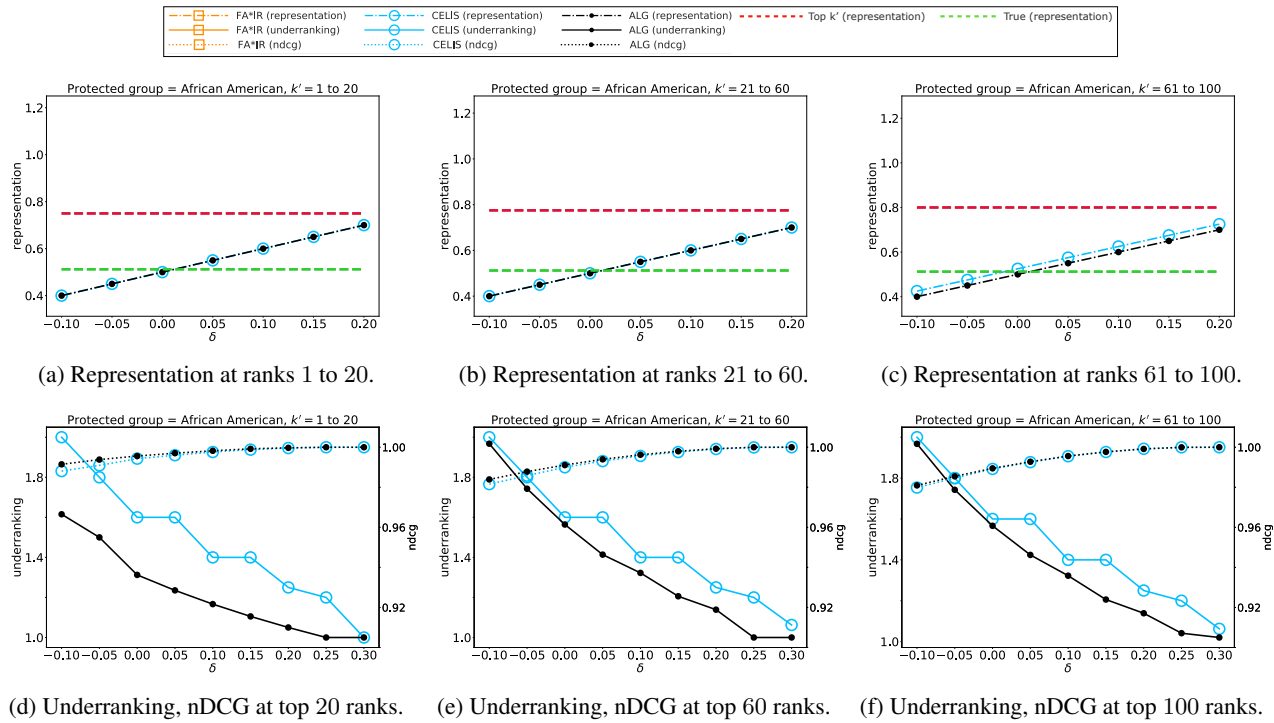 FA*IR (representation) CELIS (representation) ALG (representation) Top k' (representation) True (representation)
FA*IR (underranking) CELIS (underranking) ALG (underranking)
FA*IR (ndcg) CELIS (ndcg) ALG (ndcg)
Protected group = African American, k' = 1 to 20
1.2
1.0
0.8
0.6
0.4
representation
−0.10 −0.05 0.00 0.05 0.10 0.15 0.20
δ
(a) Representation at ranks 1 to 20.
Protected group = African American, k' = 21 to 60
1.2
1.0
0.8
0.6
0.4
representation
−0.10 −0.05 0.00 0.05 0.10 0.15 0.20
δ
(b) Representation at ranks 21 to 60.
Protected group = African American, k' = 61 to 100
1.2
1.0
0.8
0.6
0.4
representation
−0.10 −0.05 0.00 0.05 0.10 0.15 0.20
δ
(c) Representation at ranks 61 to 100.
Protected group = African American, k' = 1 to 20
1.8
1.4
1.0
underranking
1.00
0.96
0.92
ndcg
−0.10 −0.05 0.00 0.05 0.10 0.15 0.20 0.25 0.30
δ
(d) Underranking, nDCG at top 20 ranks.
Protected group = African American, k' = 21 to 60
1.8
1.4
1.0
underranking
1.00
0.96
0.92
ndcg
−0.10 −0.05 0.00 0.05 0.10 0.15 0.20 0.25 0.30
δ
(e) Underranking, nDCG at top 60 ranks.
Protected group = African American, k' = 61 to 100
1.8
1.4
1.0
underranking
1.00
0.96
0.92
ndcg
−0.10 −0.05 0.00 0.05 0.10 0.15 0.20 0.25 0.30
δ
(f) Underranking, nDCG at top 100 ranks.